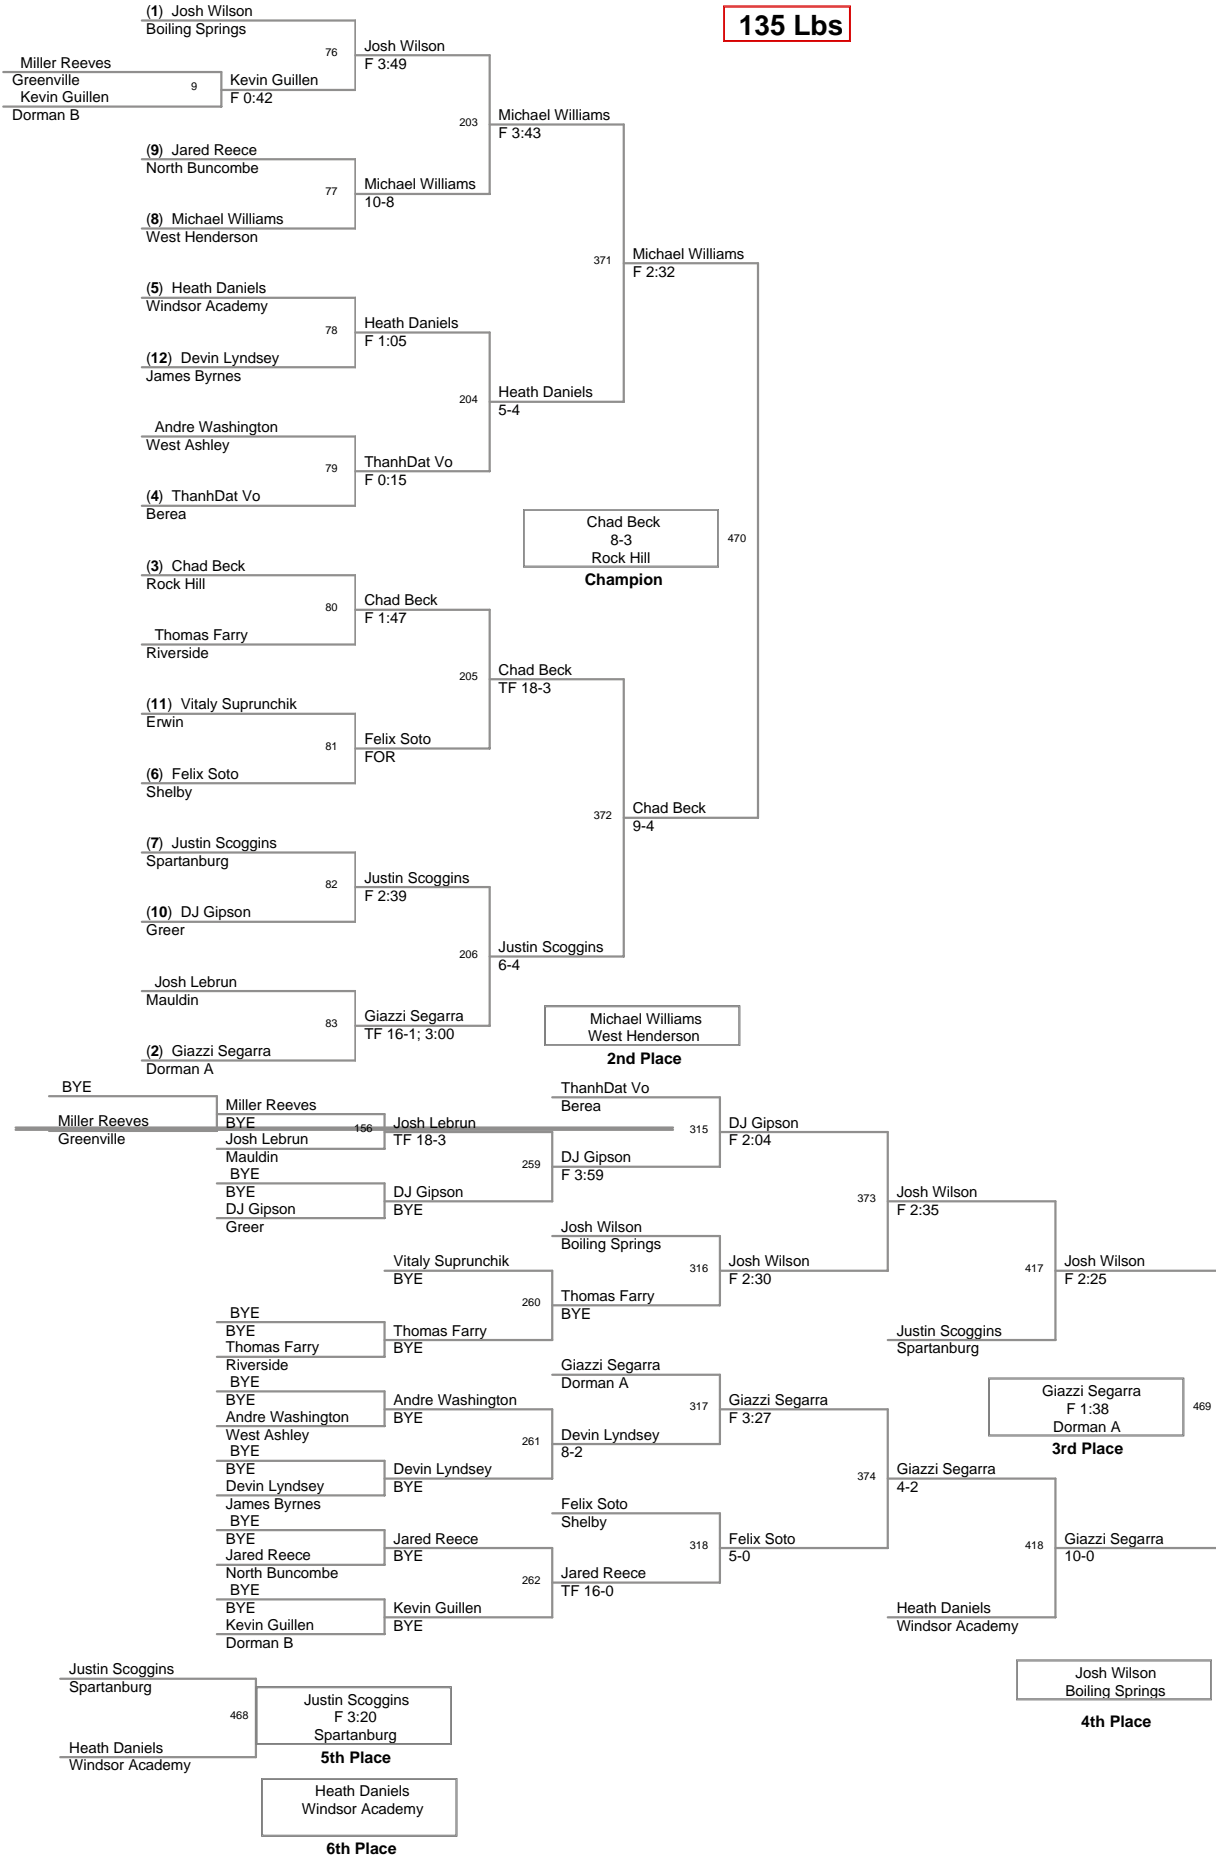 135 Lbs
(1) Josh Wilson
Boiling Springs
76
Josh Wilson
F 3:49
Miller Reeves
Greenville
9
Kevin Guillen
F 0:42
Kevin Guillen
Dorman B
203
Michael Williams
F 3:43
(9) Jared Reece
North Buncombe
77
Michael Williams
10-8
(8) Michael Williams
West Henderson
371
Michael Williams
F 2:32
(5) Heath Daniels
Windsor Academy
78
Heath Daniels
F 1:05
(12) Devin Lyndsey
James Byrnes
204
Heath Daniels
5-4
Andre Washington
West Ashley
79
ThanhDat Vo
F 0:15
(4) ThanhDat Vo
Berea
Chad Beck
8-3
Rock Hill
470
Champion
(3) Chad Beck
Rock Hill
80
Chad Beck
F 1:47
Thomas Farry
Riverside
205
Chad Beck
TF 18-3
(11) Vitaly Suprunchik
Erwin
81
Felix Soto
FOR
(6) Felix Soto
Shelby
372
Chad Beck
9-4
(7) Justin Scoggins
Spartanburg
82
Justin Scoggins
F 2:39
(10) DJ Gipson
Greer
206
Justin Scoggins
6-4
Josh Lebrun
Mauldin
83
Giazzi Segarra
TF 16-1; 3:00
(2) Giazzi Segarra
Dorman A
Michael Williams
West Henderson
2nd Place
BYE
Miller Reeves
Greenville
Miller Reeves
BYE
156
Josh Lebrun
Mauldin
Josh Lebrun
TF 18-3
BYE
BYE
DJ Gipson
Greer
DJ Gipson
BYE
259
DJ Gipson
F 3:59
ThanhDat Vo
Berea
315
DJ Gipson
F 2:04
373
Josh Wilson
F 2:35
Josh Wilson
Boiling Springs
316
Josh Wilson
F 2:30
Vitaly Suprunchik
BYE
260
Thomas Farry
BYE
BYE
BYE
Thomas Farry
Riverside
Thomas Farry
BYE
417
Josh Wilson
F 2:25
Justin Scoggins
Spartanburg
BYE
BYE
Andre Washington
West Ashley
Andre Washington
BYE
261
Devin Lyndsey
8-2
BYE
BYE
Devin Lyndsey
James Byrnes
Devin Lyndsey
BYE
Giazzi Segarra
Dorman A
317
Giazzi Segarra
F 3:27
374
Giazzi Segarra
4-2
Giazzi Segarra
F 1:38
Dorman A
469
3rd Place
Felix Soto
Shelby
318
Felix Soto
5-0
BYE
BYE
Jared Reece
North Buncombe
Jared Reece
BYE
262
Jared Reece
TF 16-0
BYE
BYE
Kevin Guillen
Dorman B
Kevin Guillen
BYE
418
Giazzi Segarra
10-0
Heath Daniels
Windsor Academy
Josh Wilson
Boiling Springs
4th Place
Justin Scoggins
Spartanburg
468
Justin Scoggins
F 3:20
Spartanburg
5th Place
Heath Daniels
Windsor Academy
Heath Daniels
Windsor Academy
6th Place